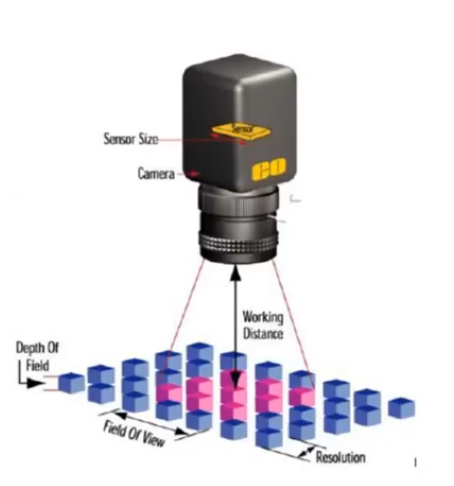 Sensor
Sensor Size
Camera
eo
Working
Distance
Depth Of
Field
Field Of View
Resolution